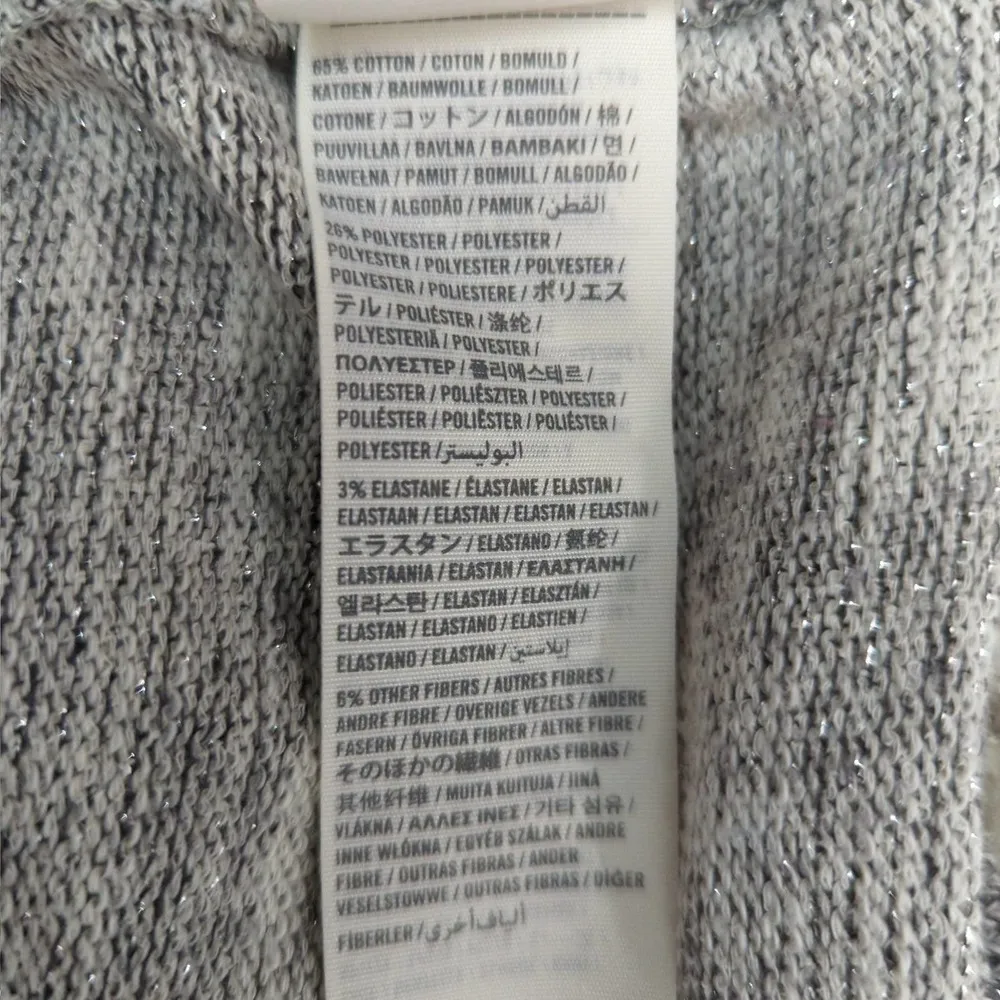 65% COTTON / COTON / BOMULD /
KATOEN / BAUMWOLLE / BOMULL /
COTONE / コットン / ALGODÓN / 棉 /
PUUVILLAA / BAVLNA / BAMBAKI / 면 /
BAWEŁNA / PAMUT / BOMULL / ALGODÃO /
KATOEN / ALGODÃO / PAMUK / القطن
26% POLYESTER / POLYESTER /
POLYESTER / POLYESTER / POLYESTER /
POLYESTER / POLIESTERE / ポリエス
テル / POLIÉSTER / 涤纶 /
POLYESTERIÄ / POLYESTER /
ΠΟΛΥΕΣΤΕΡ / 폴리에스테르 /
POLIESTER / POLIÉSZTER / POLYESTER /
POLIÉSTER / POLIËSTER / POLIÉSTER /
POLYESTER / البوليستر
3% ELASTANE / ÉLASTANE / ELASTAN /
ELASTAAN / ELASTAN / ELASTAN / ELASTAN /
エラスタン / ELASTANO / 氨纶 /
ELASTAANIA / ELASTAN / ΕΛΑΣΤΑΝΗ /
엘라스탄 / ELASTAN / ELASZTÁN /
ELASTAN / ELASTANO / ELASTIEN /
ELASTANO / ELASTAN / إيلاستين
6% OTHER FIBERS / AUTRES FIBRES /
ANDRE FIBRE / OVERIGE VEZELS / ANDERE
FASERN / ÖVRIGA FIBRER / ALTRE FIBRE /
そのほかの繊維 / OTRAS FIBRAS /
其他纤维 / MUITA KUITUJA / JINÁ
VLÁKNA / ΑΛΛΕΣ ΙΝΕΣ / 기타 섬유 /
INNE WŁÓKNA / EGYÉB SZÁLAK / ANDRE
FIBRE / OUTRAS FIBRAS / ANDER
VESELSTOWWE / OUTRAS FIBRAS / DİĞER
FİBERLER / ألياف أخرى